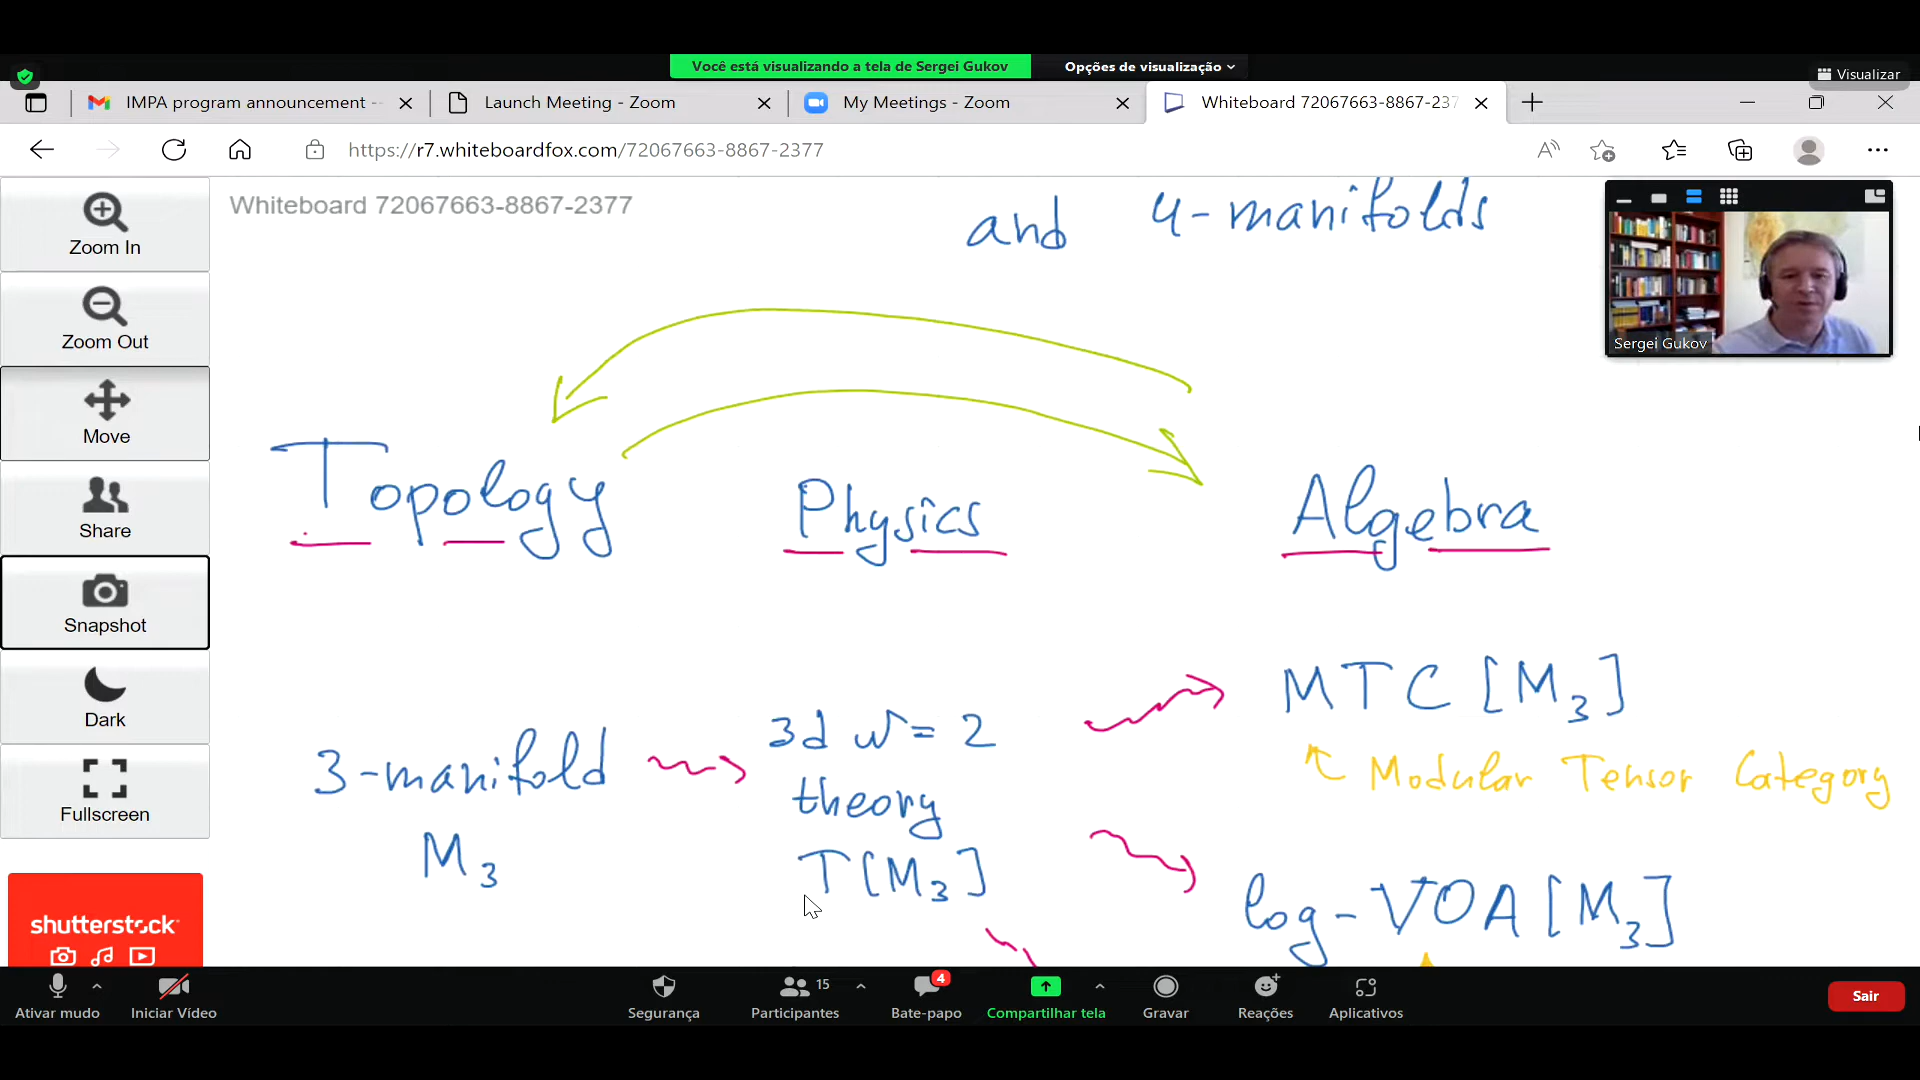 Você está visualizando a tela de Sergei Gukov
Opções de visualização
Visualizar
IMPA program announcement -
Launch Meeting - Zoom
My Meetings - Zoom
Whiteboard 72067663-8867-237
https://r7.whiteboardfox.com/72067663-8867-2377
Whiteboard 72067663-8867-2377
Zoom In
Zoom Out
Move
Share
Snapshot
Dark
Fullscreen
shutterstock
and 4-manifolds
Sergei Gukov
Topology Physics Algebra
3-manifold
M₃
3d N = 2
theory
T[M₃]
MTC [M₃]
Modular Tensor Category
log-VOA [M₃]
Ativar mudo
Iniciar Vídeo
Segurança
Participantes 15
Bate-papo 4
Compartilhar tela
Gravar
Reações
Aplicativos
Sair